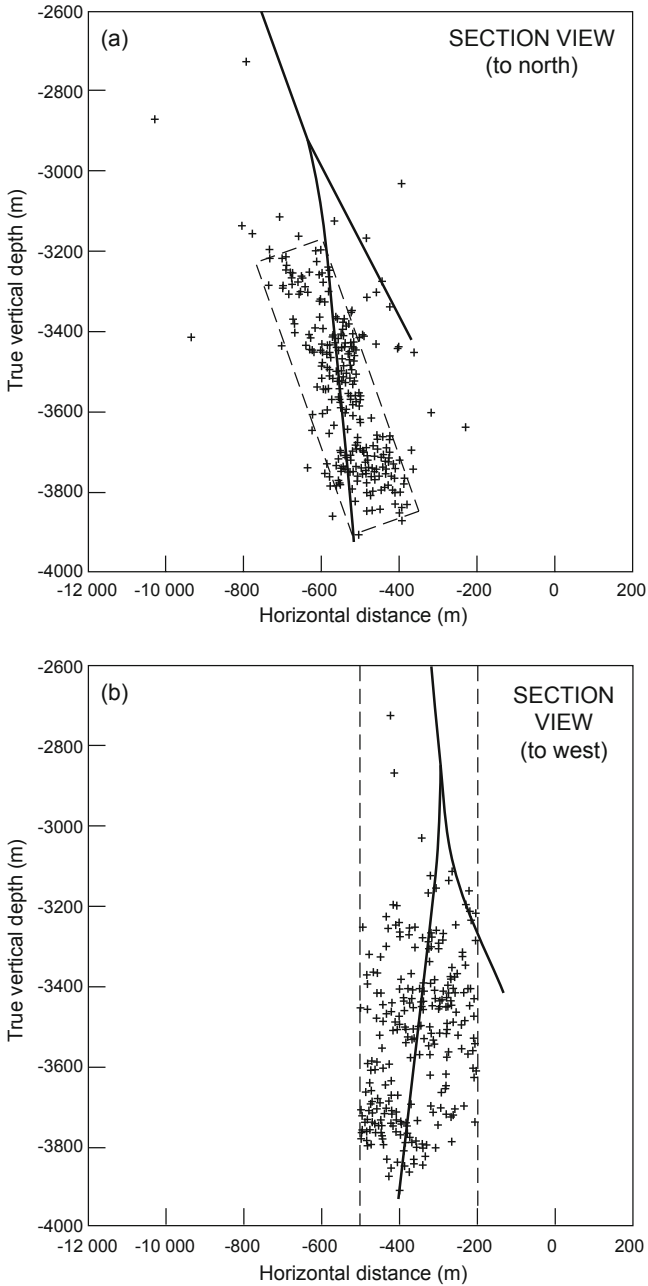 (a)
SECTION VIEW
(to north)
-2600
-2800
-3000
-3200
-3400
-3600
-3800
-4000
True vertical depth (m)
-12 000 -10 000 -800 -600 -400 -200 0 200
Horizontal distance (m)
(b)
SECTION
VIEW
(to west)
-2600
-2800
-3000
-3200
-3400
-3600
-3800
-4000
True vertical depth (m)
-12 000 -10 000 -800 -600 -400 -200 0 200
Horizontal distance (m)